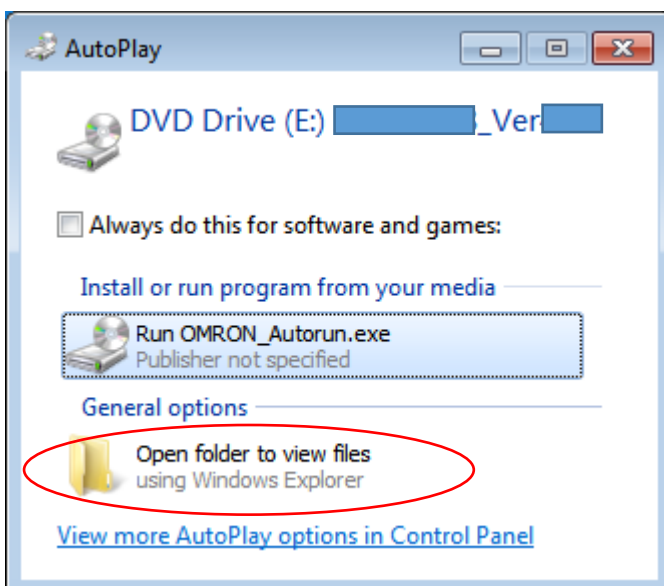 AutoPlay
DVD Drive (E:) _Ver
Always do this for software and games:
Install or run program from your media
Run OMRON_Autorun.exe
Publisher not specified
General options
Open folder to view files
using Windows Explorer
View more AutoPlay options in Control Panel